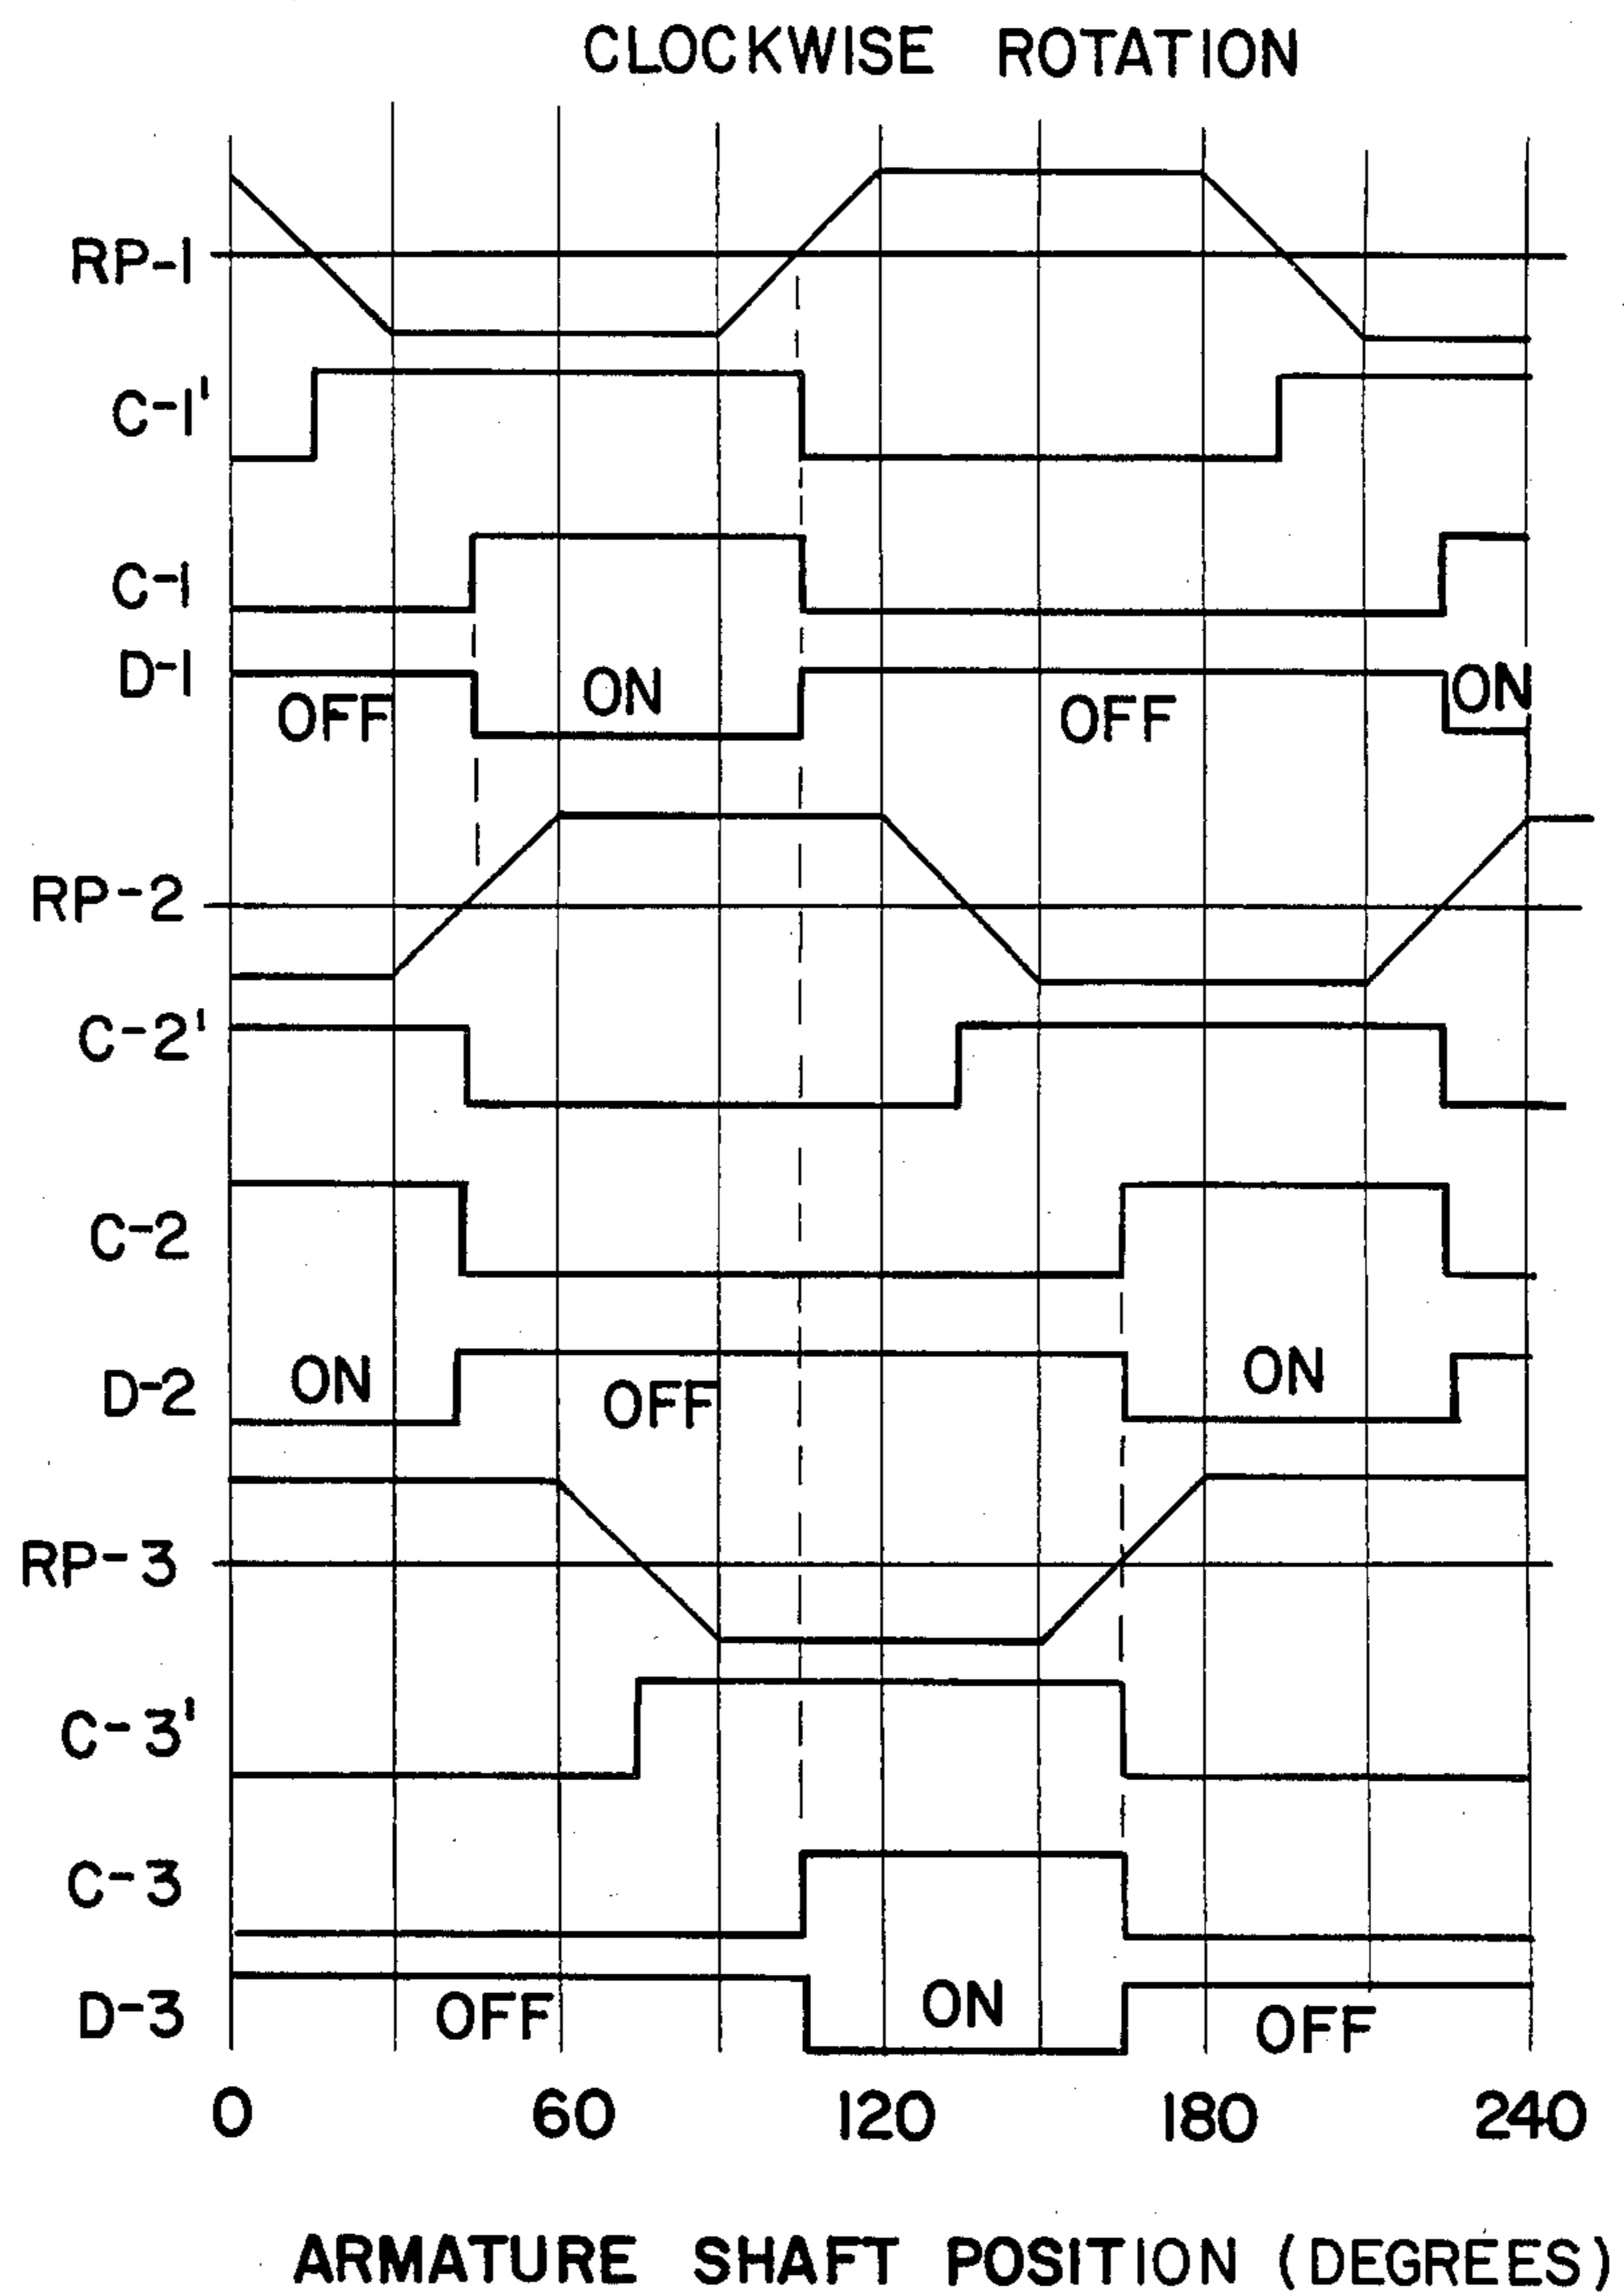 CLOCKWISE ROTATION
RP-1
C-1'
C-1
D-1
OFF ON OFF ON
RP-2
C-2'
C-2
D-2
ON OFF ON
RP-3
C-3'
C-3
D-3
OFF ON OFF
0 60 120 180 240
ARMATURE SHAFT POSITION (DEGREES)